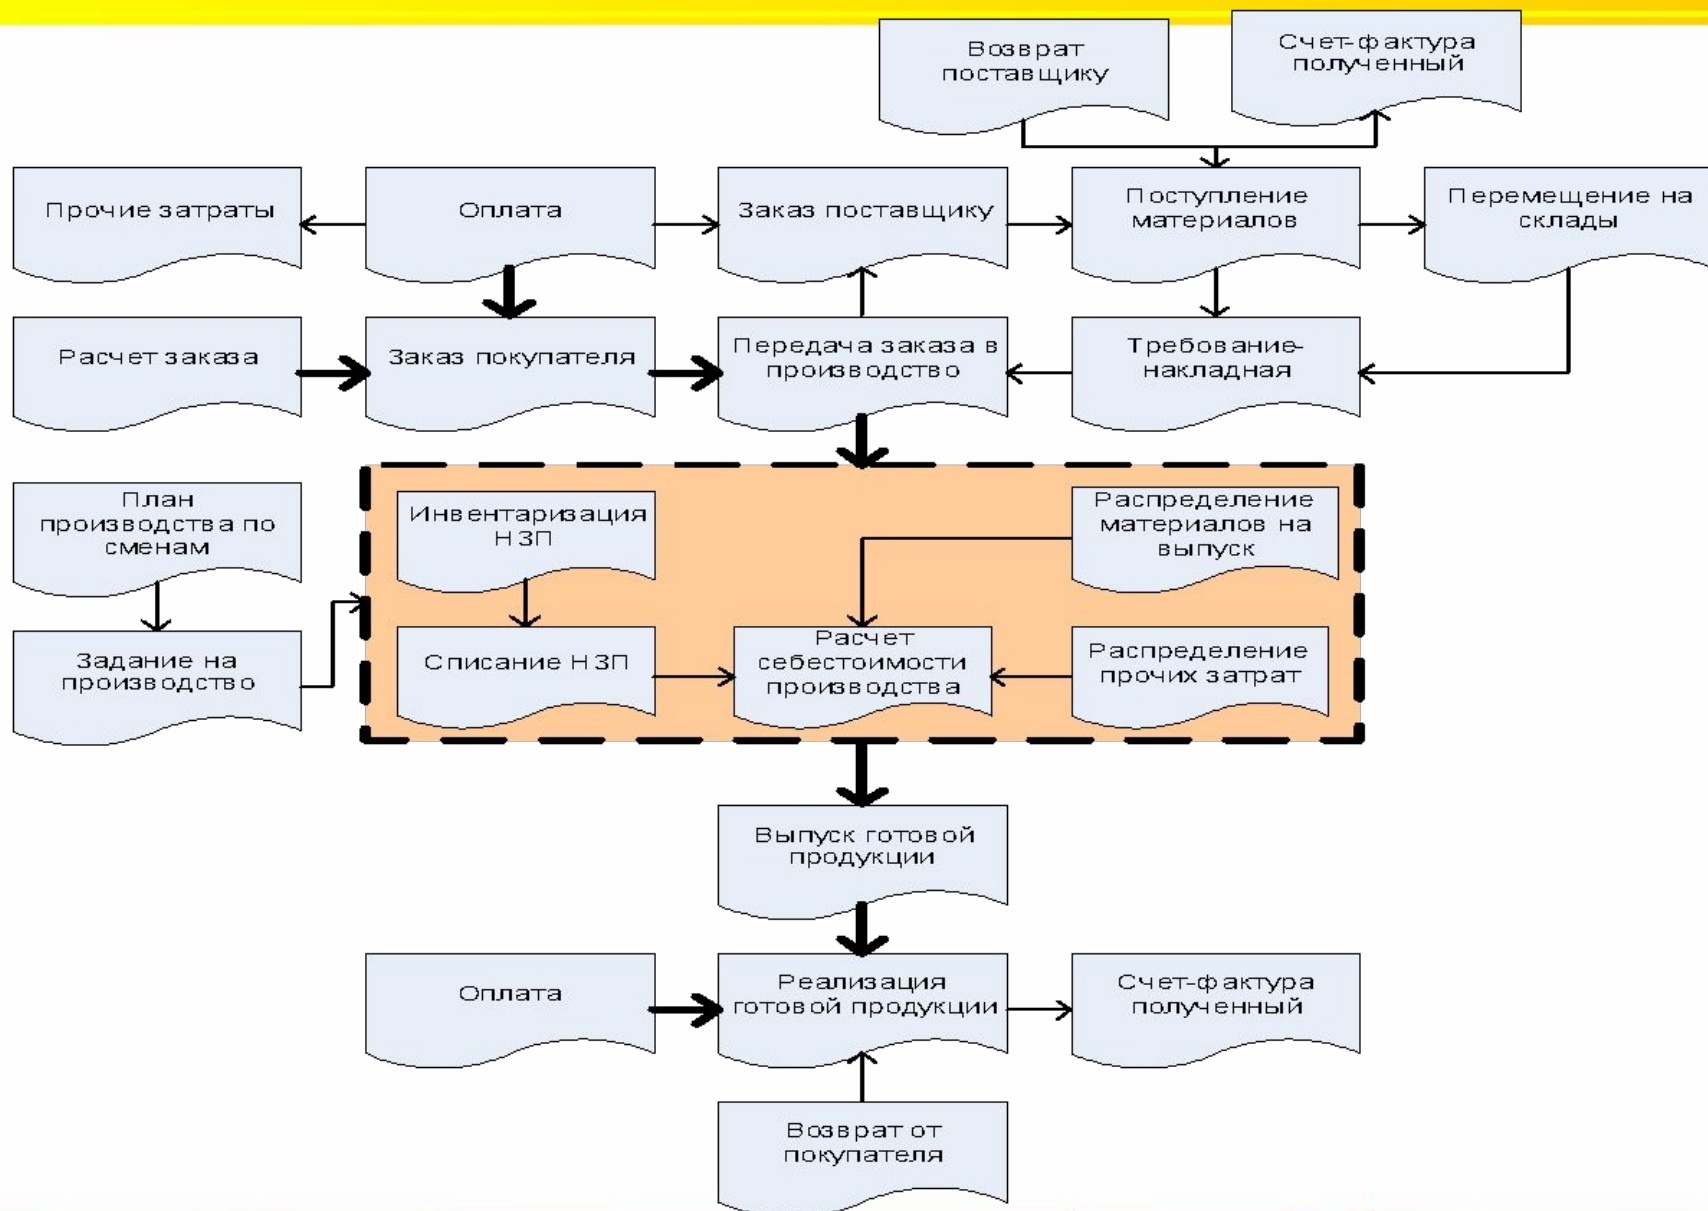 Возврат
поставщику
Счет-фактура
полученный
Прочие затраты
Оплата
Заказ поставщику
Поступление
материалов
Перемещение на
склады
Расчет заказа
Заказ покупателя
Передача заказа в
производство
Требование-
накладная
План
производства по
сменам
Инвентаризация
НЗП
Распределение
материалов на
выпуск
Задание на
производство
Списание НЗП
Расчет
себестоимости
производства
Распределение
прочих затрат
Выпуск готовой
продукции
Оплата
Реализация
готовой продукции
Счет-фактура
полученный
Возврат от
покупателя